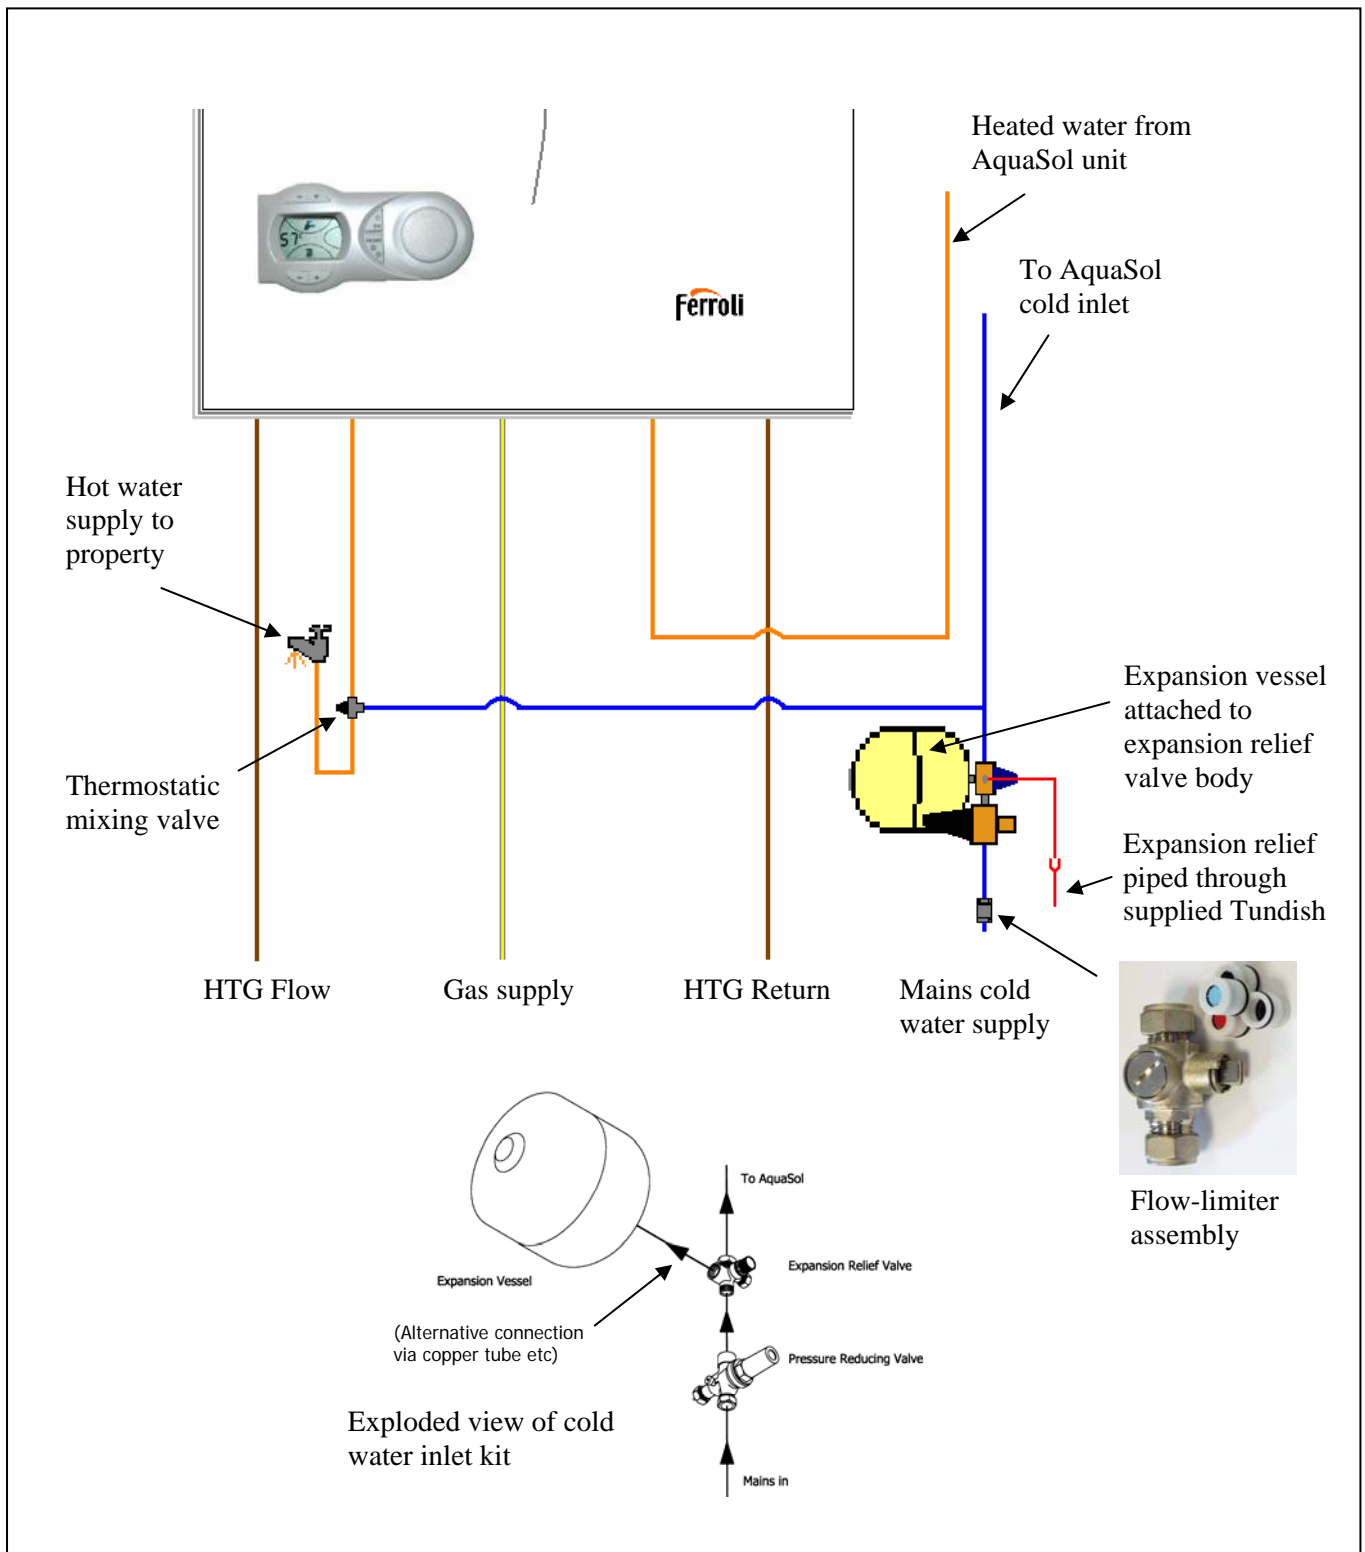 Heated water from
AquaSol unit
To AquaSol
cold inlet
57°
Ferroli
Hot water
supply to
property
Thermostatic
mixing valve
Expansion vessel
attached to
expansion relief
valve body
Expansion relief
piped through
supplied Tundish
HTG Flow
Gas supply
HTG Return
Mains cold
water supply
Flow-limiter
assembly
To AquaSol
Expansion Relief Valve
Expansion Vessel
(Alternative connection
via copper tube etc)
Pressure Reducing Valve
Exploded view of cold
water inlet kit
Mains in